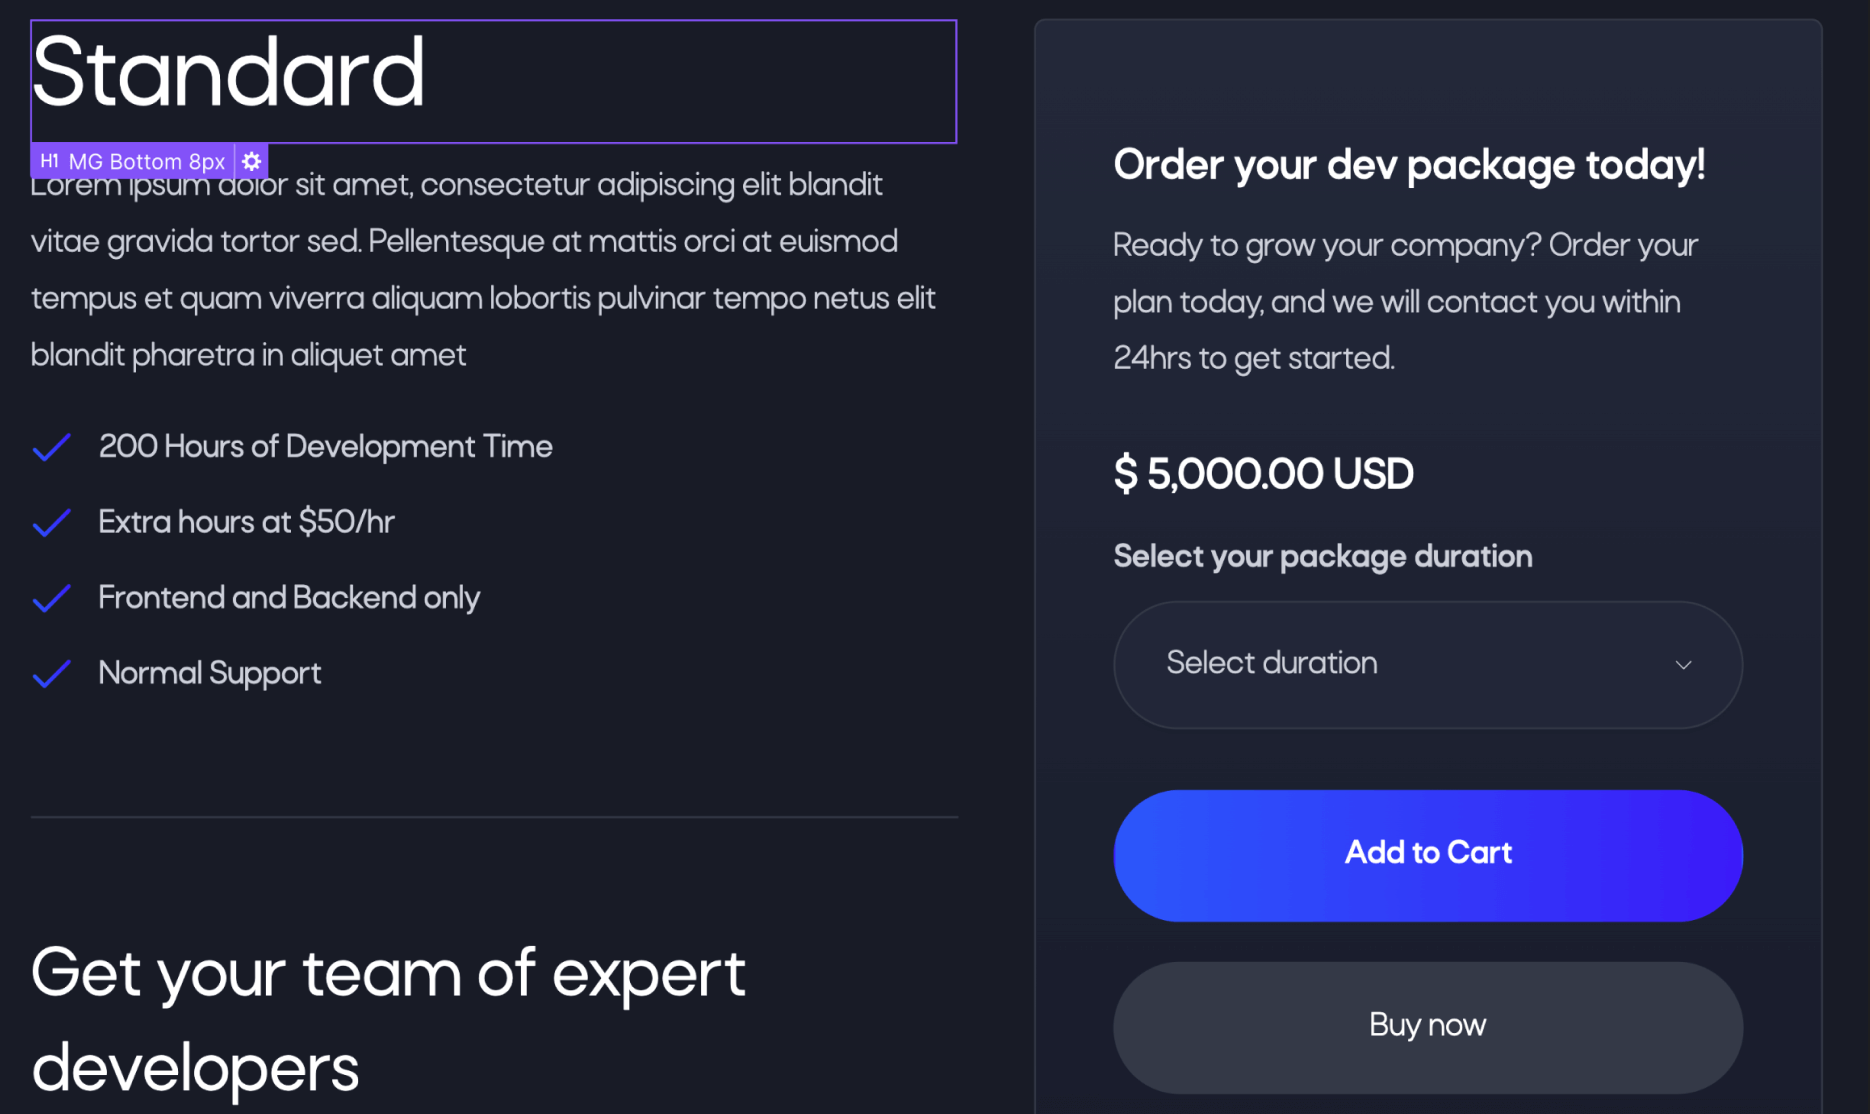 Standard
H1 MG Bottom 8px
Lorem ipsum dolor sit amet, consectetur adipiscing elit blandit
vitae gravida tortor sed. Pellentesque at mattis orci at euismod
tempus et quam viverra aliquam lobortis pulvinar tempo netus elit
blandit pharetra in aliquet amet
200 Hours of Development Time
Extra hours at $50/hr
Frontend and Backend only
Normal Support
Get your team of expert
developers
Order your dev package today!
Ready to grow your company? Order your
plan today, and we will contact you within
24hrs to get started.
$ 5,000.00 USD
Select your package duration
Select duration
Add to Cart
Buy now